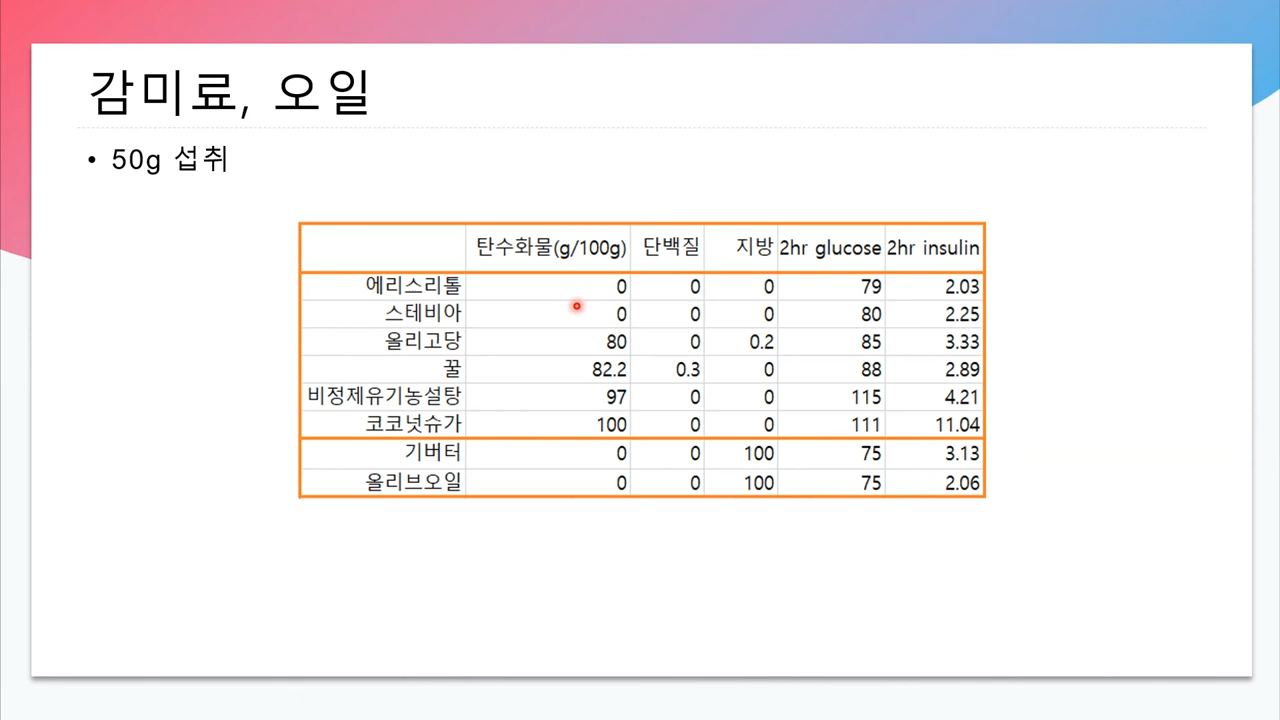 감미료, 오일
• 50g 섭취
탄수화물(g/100g) 단백질 지방 2hr glucose 2hr insulin
에리스리톨 0 0 0 79 2.03
스테비아 0 0 0 80 2.25
올리고당 80 0 0.2 85 3.33
꿀 82.2 0.3 0 88 2.89
비정제유기농설탕 97 0 0 115 4.21
코코넛슈가 100 0 0 111 11.04
기버터 0 0 100 75 3.13
올리브오일 0 0 100 75 2.06